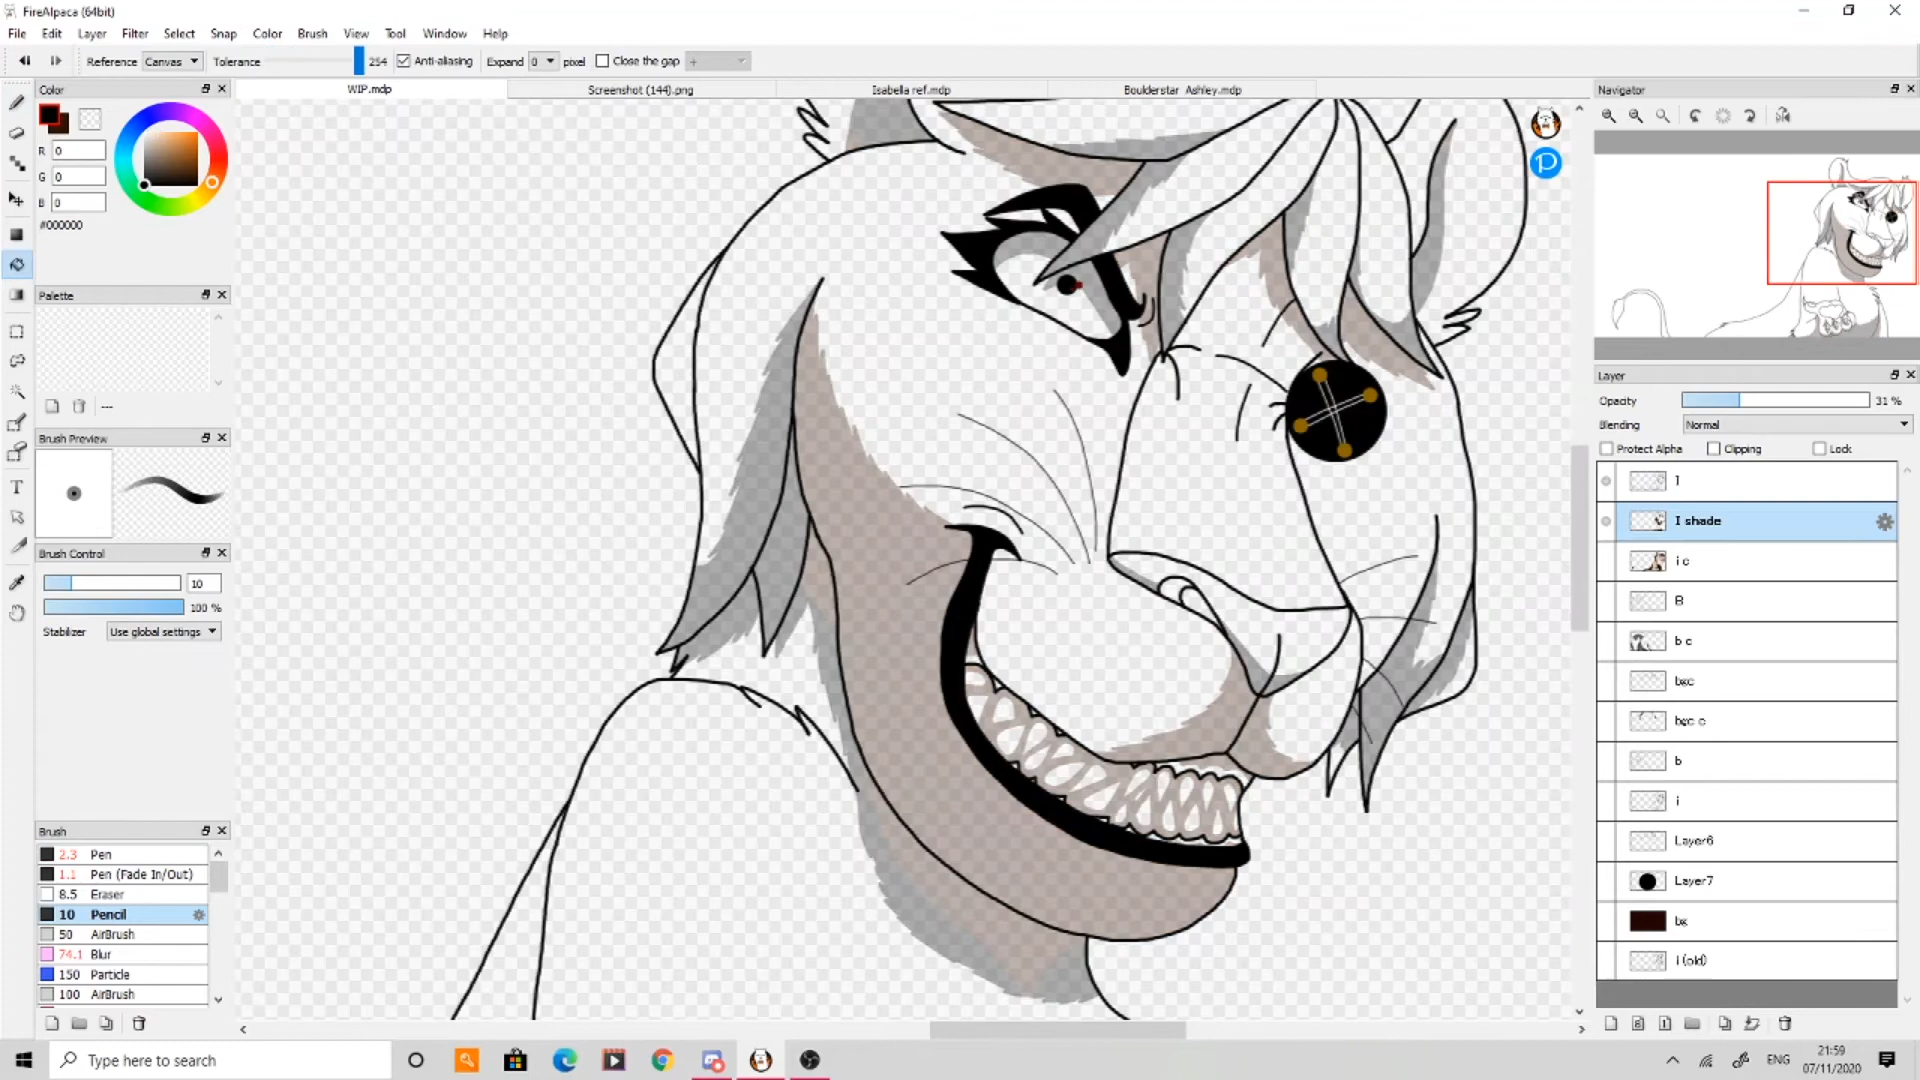 FireAlpaca (64bit)
File Edit Layer Filter Select Snap Color Brush View Tool Window Help
Reference Canvas Tolerance 254 Anti-aliasing Expand 0 pixel Close the gap +
Color
WIP.mdp Screenshot (144).png Isabella ref.mdp Boulderstar Ashley.mdp
Navigator
R 0
G 0
B 0
#000000
Palette
---
Brush Preview
Brush Control
10
100 %
Stabilizer Use global settings
Brush
2.3 Pen
1.1 Pen (Fade In/Out)
8.5 Eraser
10 Pencil
50 AirBrush
74.1 Blur
150 Particle
100 AirBrush
P
Layer
Opacity 31 %
Blending Normal
Protect Alpha Clipping Lock
I
I shade
i c
B
b c
bgc
bgc c
b
i
Layer6
Layer7
bg
i (old)
T
8 1
Type here to search
ENG
21:59
07/11/2020